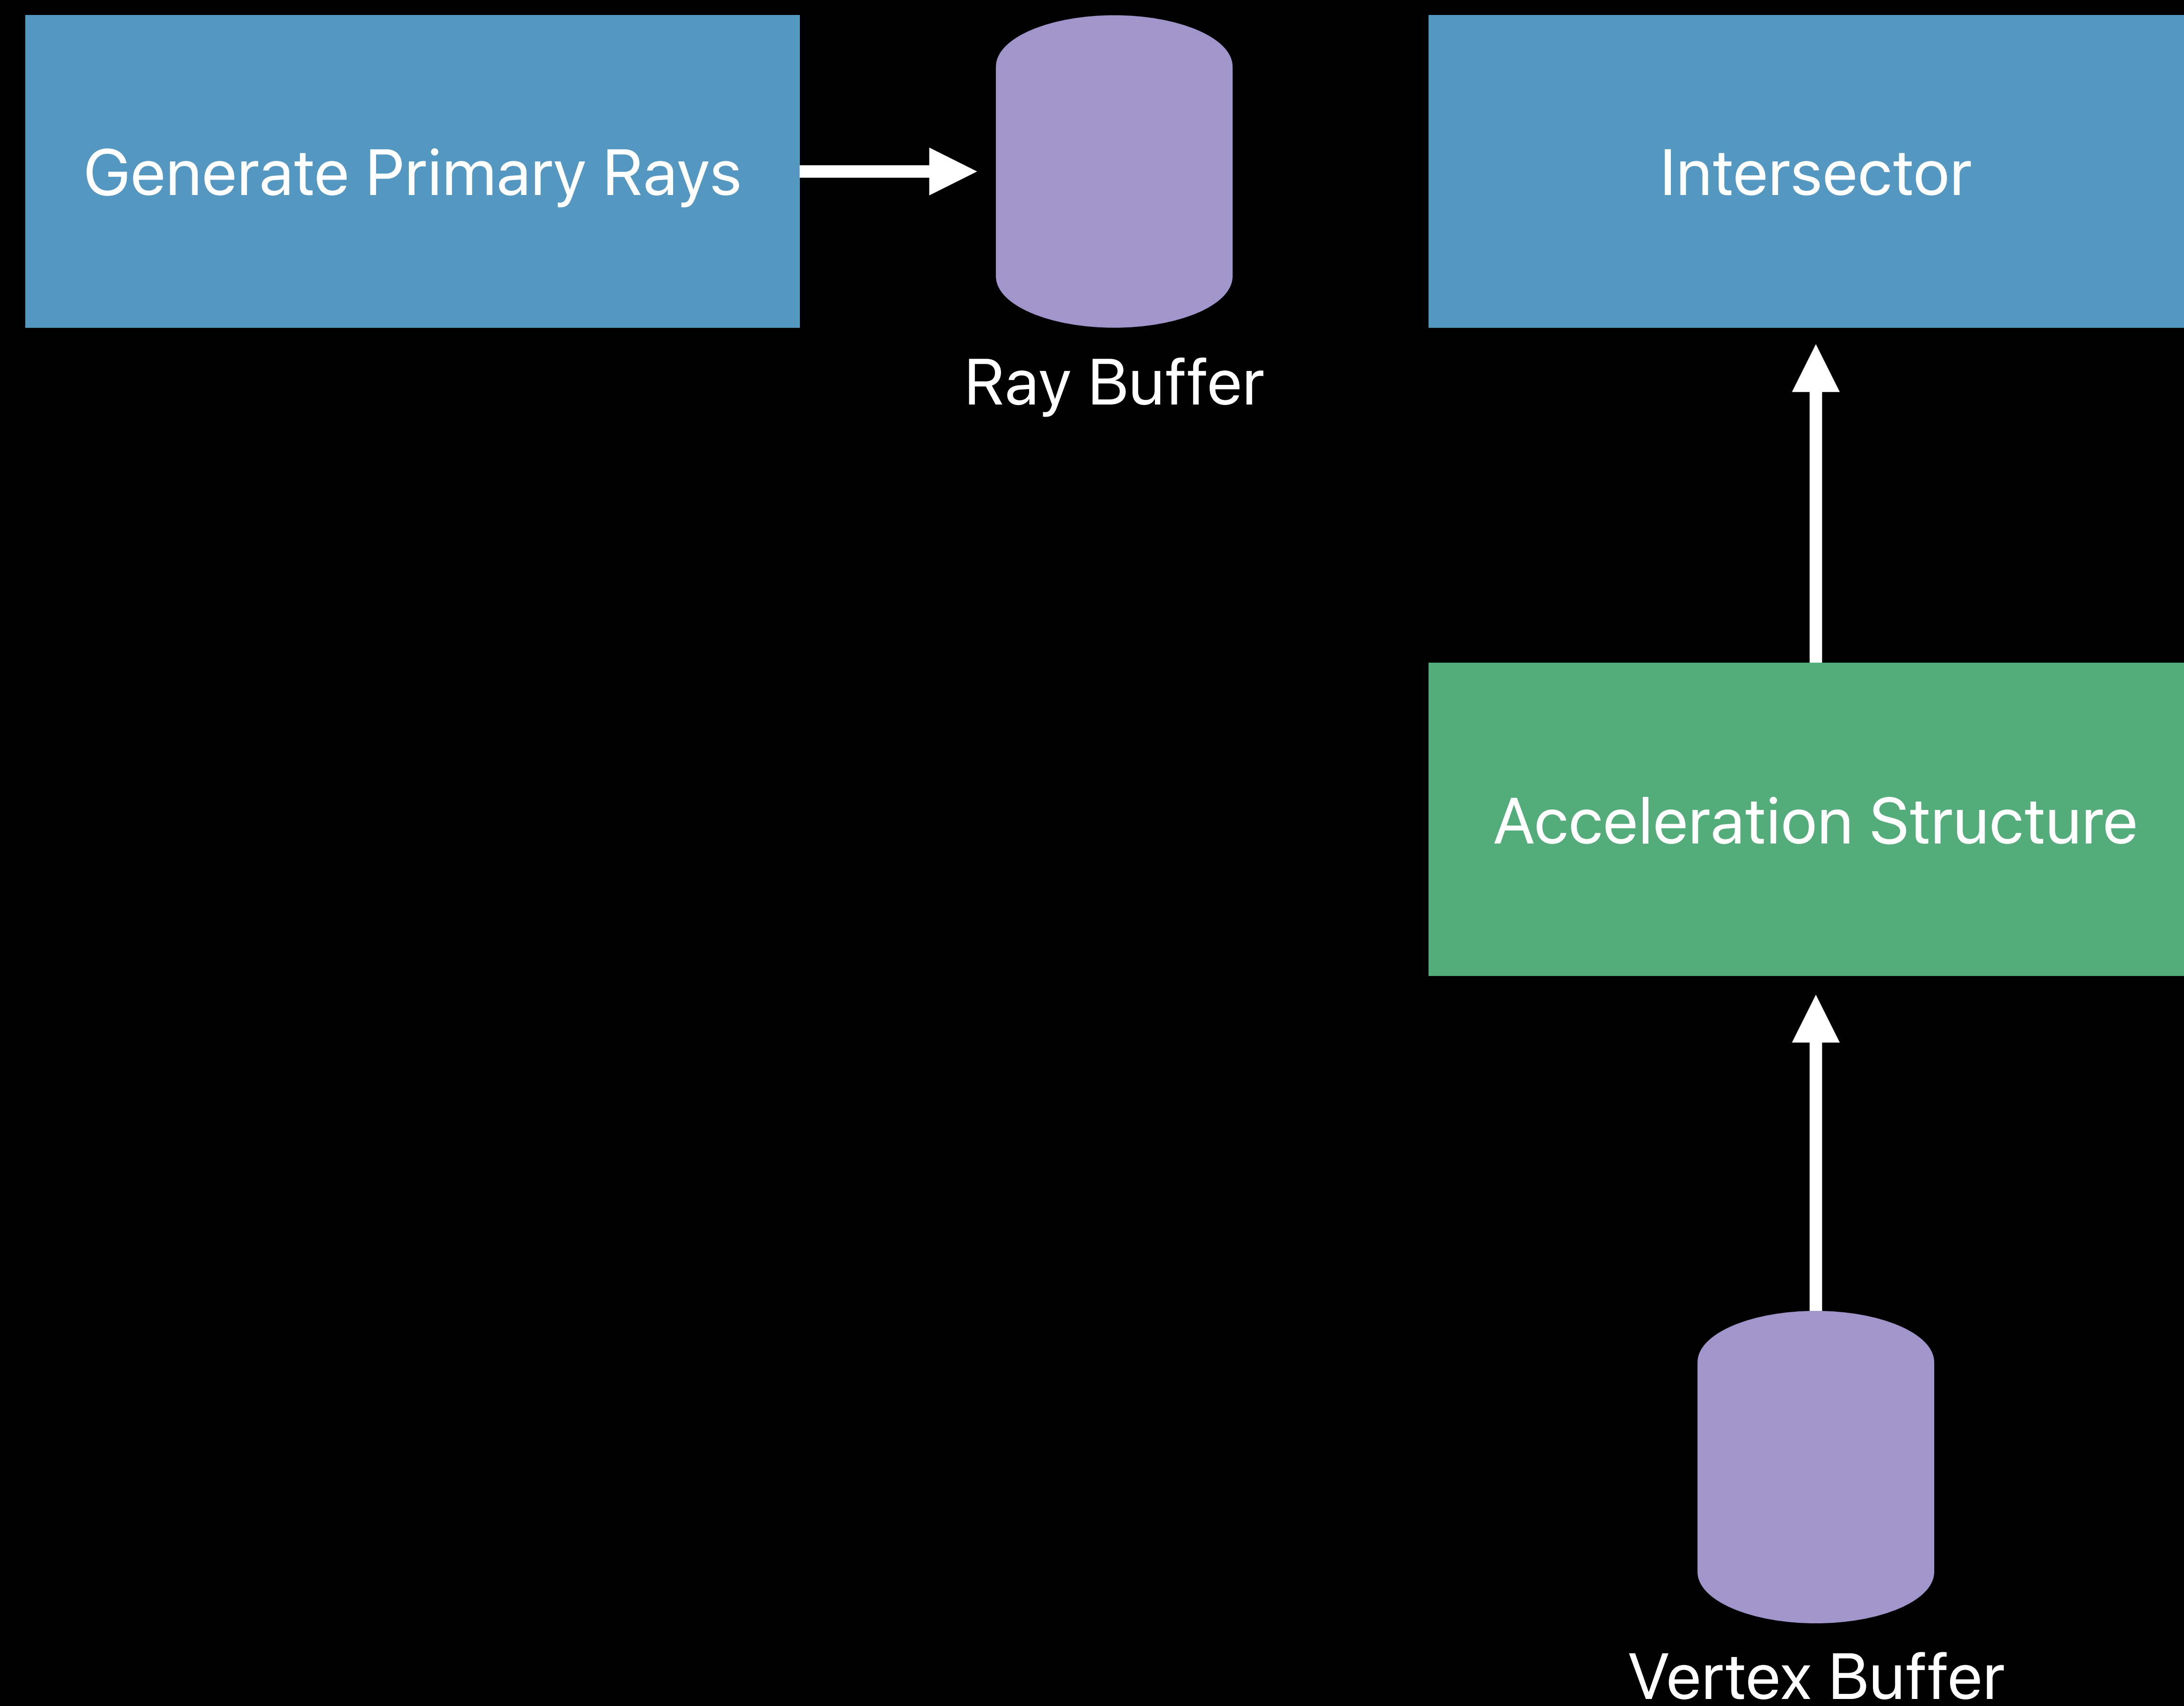 Generate Primary Rays
Intersector
Ray Buffer
Acceleration Structure
Vertex Buffer